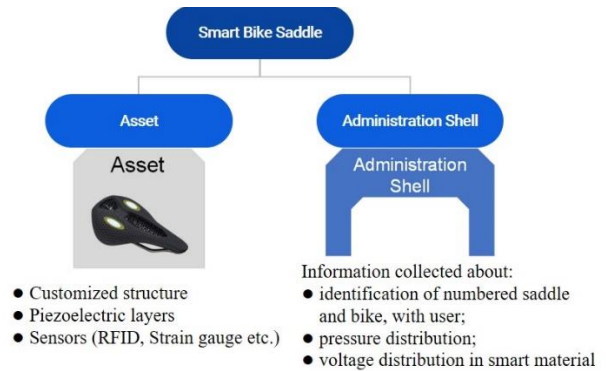 Smart Bike Saddle
Asset
Administration Shell
Asset
Administration
Shell
● Customized structure
● Piezoelectric layers
● Sensors (RFID, Strain gauge etc.)
Information collected about:
● identification of numbered saddle
and bike, with user;
● pressure distribution;
● voltage distribution in smart material